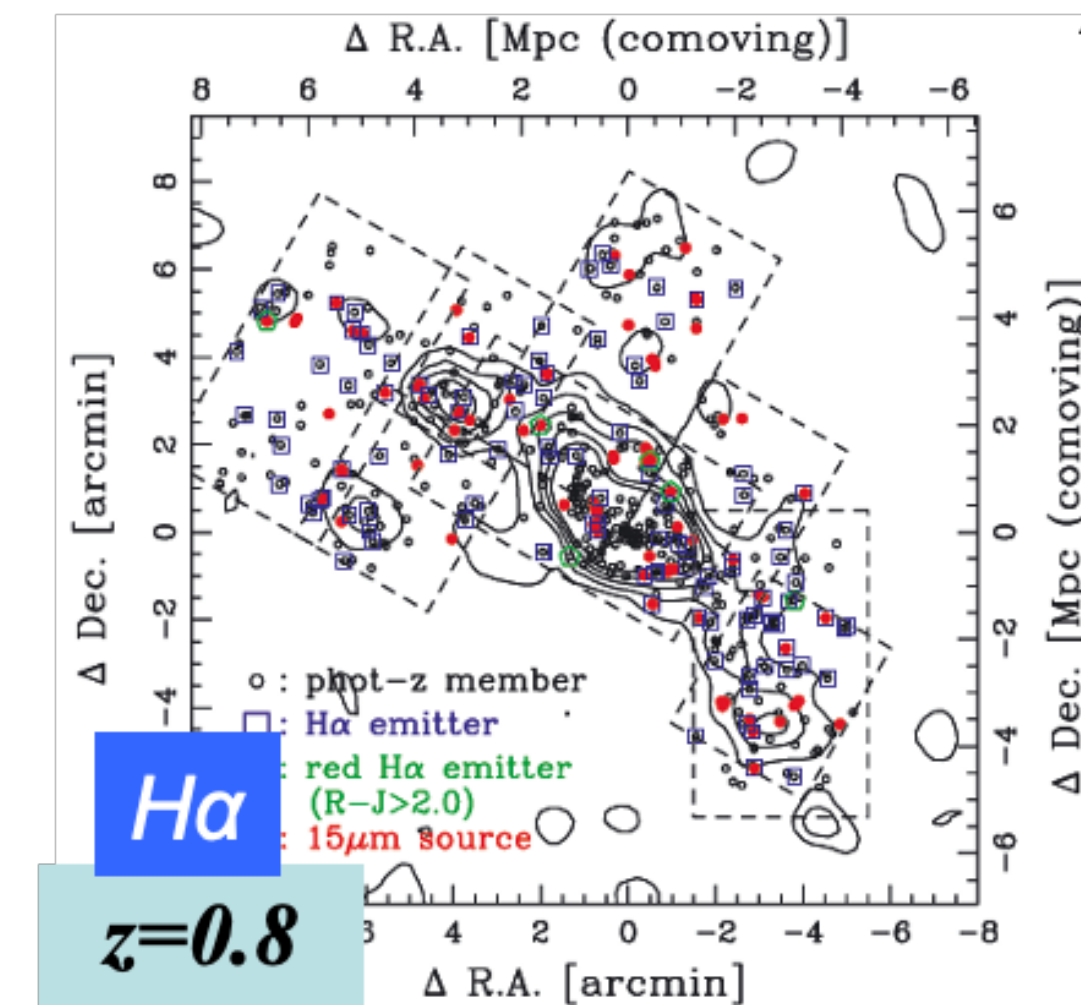 Δ R.A. [Mpc (comoving)]
8 6 4 2 0 −2 −4 −6
Δ Dec. [arcmin]
8
6
4
2
0
−2
−4
6
4
2
0
−2
−4
−6
Δ Dec. [Mpc (comoving)]
: phot−z member
: Hα emitter
: red Hα emitter
(R−J>2.0)
: 15μm source
Hα
z=0.8
4 2 0 −2 −4 −6 −8
Δ R.A. [arcmin]